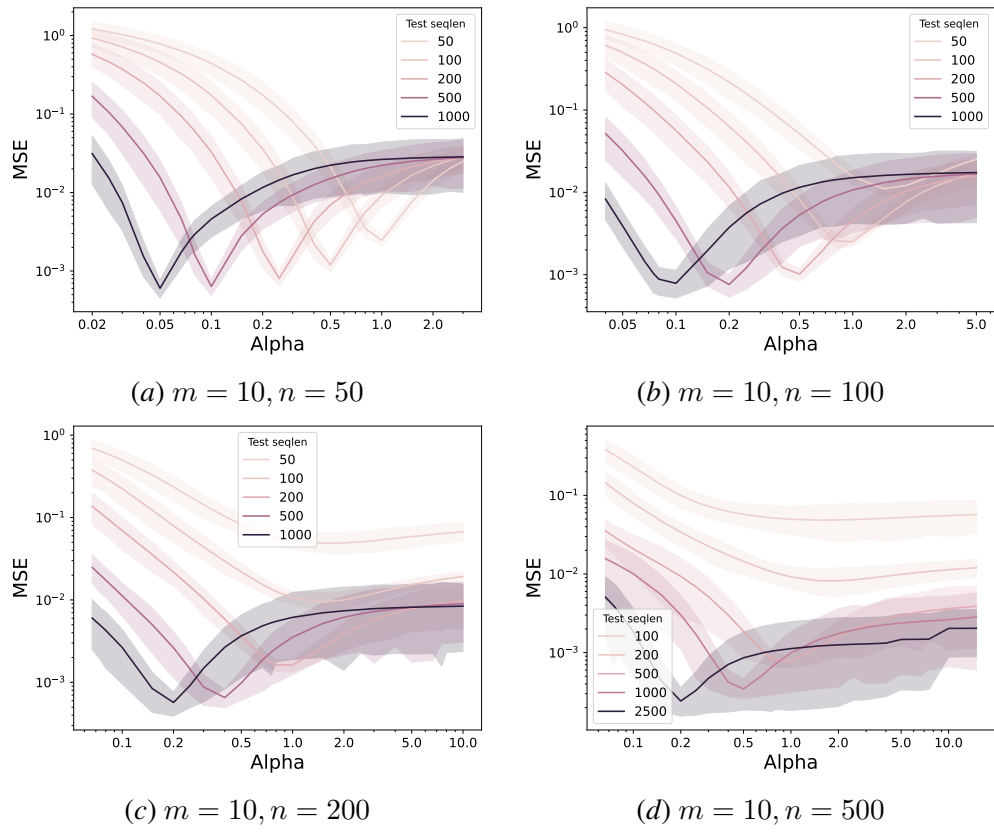 Test seqlen
50
100
200
500
1000
10⁰
10⁻¹
10⁻²
10⁻³
MSE
0.02 0.05 0.1 0.2 0.5 1.0 2.0
Alpha
(a) m = 10, n = 50
Test seqlen
50
100
200
500
1000
10⁰
10⁻¹
10⁻²
10⁻³
MSE
0.05 0.1 0.2 0.5 1.0 2.0 5.0
Alpha
(b) m = 10, n = 100
Test seqlen
50
100
200
500
1000
10⁰
10⁻¹
10⁻²
10⁻³
MSE
0.1 0.2 0.5 1.0 2.0 5.0 10.0
Alpha
(c) m = 10, n = 200
10⁻¹
10⁻²
10⁻³
MSE
Test seqlen
100
200
500
1000
2500
0.1 0.2 0.5 1.0 2.0 5.0 10.0
Alpha
(d) m = 10, n = 500